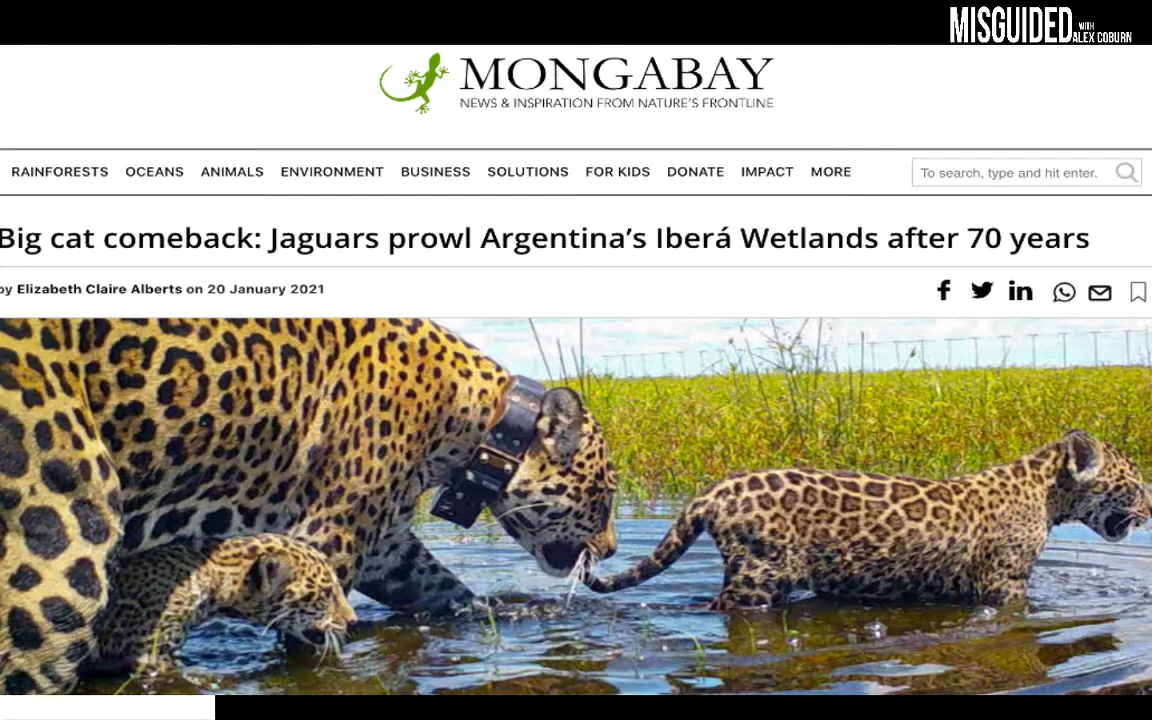 MISGUIDED WITH ALEX COBURN
MONGABAY
NEWS & INSPIRATION FROM NATURE'S FRONTLINE
RAINFORESTS OCEANS ANIMALS ENVIRONMENT BUSINESS SOLUTIONS FOR KIDS DONATE IMPACT MORE To search, type and hit enter.
Big cat comeback: Jaguars prowl Argentina's Iberá Wetlands after 70 years
by Elizabeth Claire Alberts on 20 January 2021